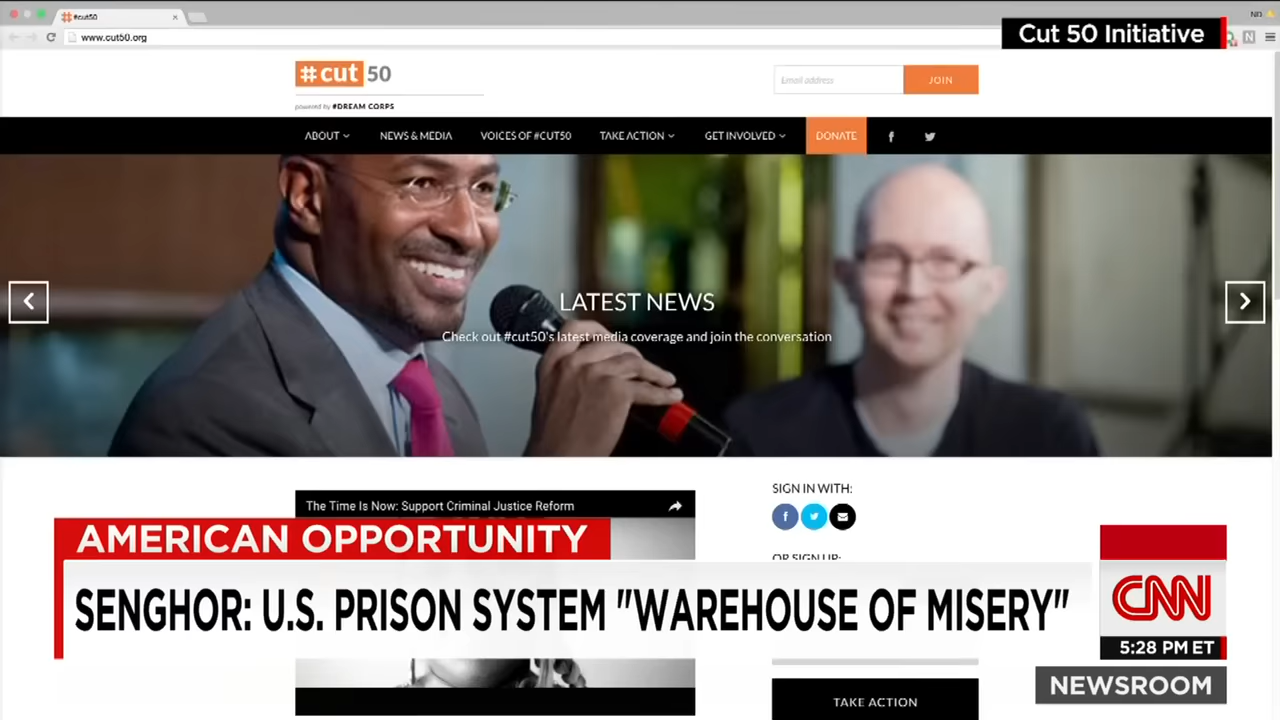 #cut50
ND
www.cut50.org
Cut 50 Initiative
N
#cut 50
powered by #DREAM CORPS
Email address
JOIN
ABOUT
NEWS & MEDIA
VOICES OF #CUT50
TAKE ACTION
GET INVOLVED
DONATE
LATEST NEWS
Check out #cut50's latest media coverage and join the conversation
The Time Is Now: Support Criminal Justice Reform
SIGN IN WITH:
OR SIGN UP:
AMERICAN OPPORTUNITY
SENGHOR: U.S. PRISON SYSTEM "WAREHOUSE OF MISERY"
CNN
5:28 PM ET
NEWSROOM
TAKE ACTION